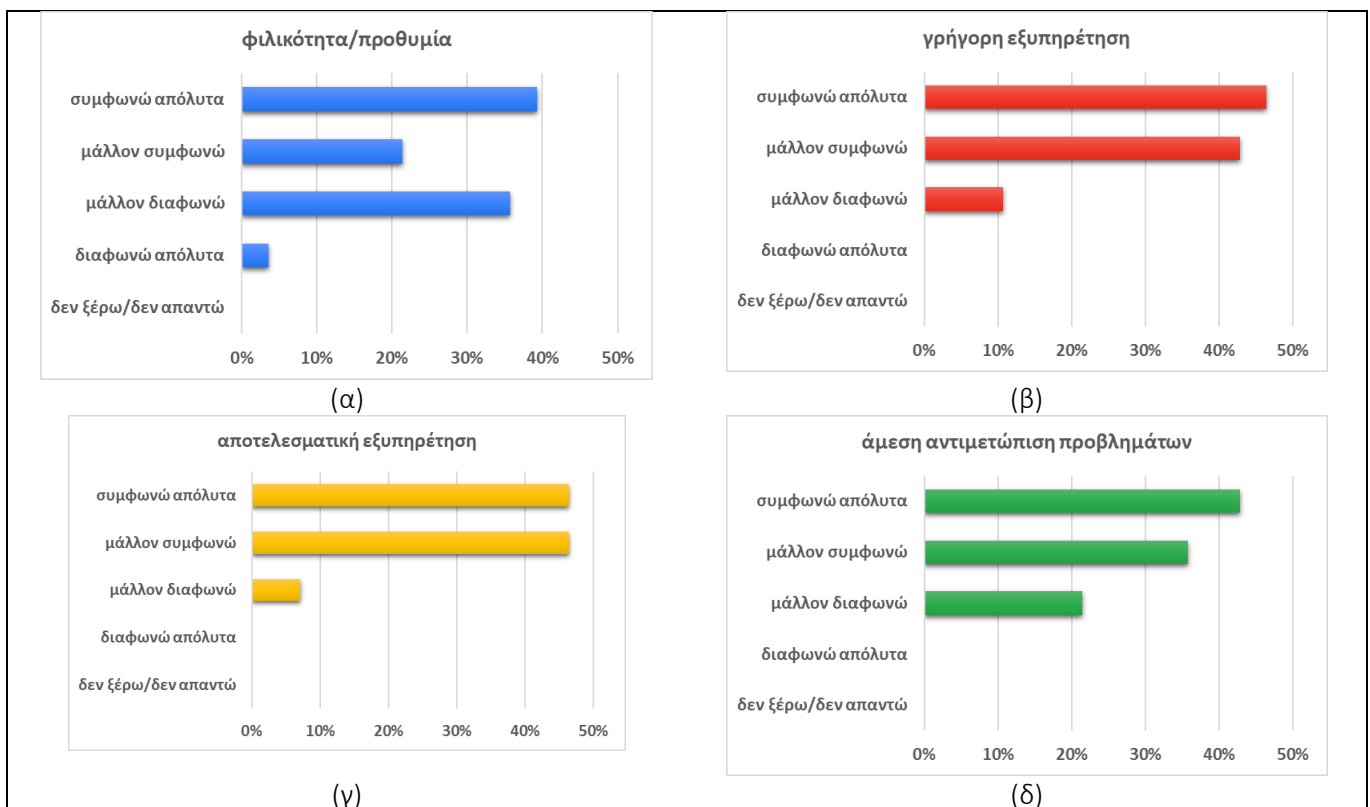 φιλικότητα/προθυμία
συμφωνώ απόλυτα
μάλλον συμφωνώ
μάλλον διαφωνώ
διαφωνώ απόλυτα
δεν ξέρω/δεν απαντώ
0% 10% 20% 30% 40% 50%
(α)
γρήγορη εξυπηρέτηση
συμφωνώ απόλυτα
μάλλον συμφωνώ
μάλλον διαφωνώ
διαφωνώ απόλυτα
δεν ξέρω/δεν απαντώ
0% 10% 20% 30% 40% 50%
(β)
αποτελεσματική εξυπηρέτηση
συμφωνώ απόλυτα
μάλλον συμφωνώ
μάλλον διαφωνώ
διαφωνώ απόλυτα
δεν ξέρω/δεν απαντώ
0% 10% 20% 30% 40% 50%
(γ)
άμεση αντιμετώπιση προβλημάτων
συμφωνώ απόλυτα
μάλλον συμφωνώ
μάλλον διαφωνώ
διαφωνώ απόλυτα
δεν ξέρω/δεν απαντώ
0% 10% 20% 30% 40% 50%
(δ)